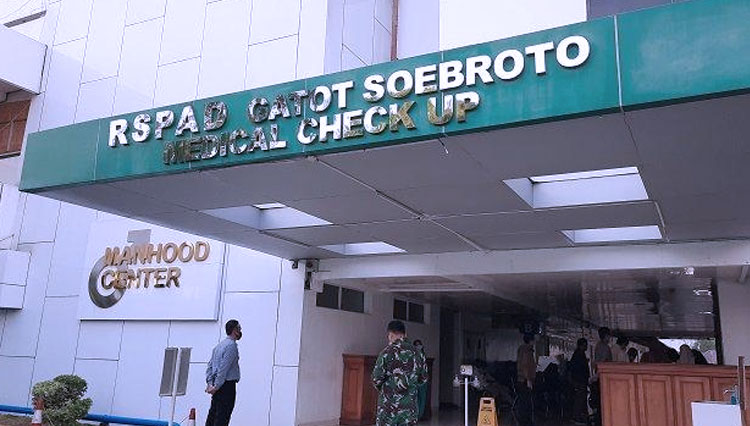 RSPAD GATOT SOEBROTO
MEDICAL CHECK UP
MANHOOD
CENTER